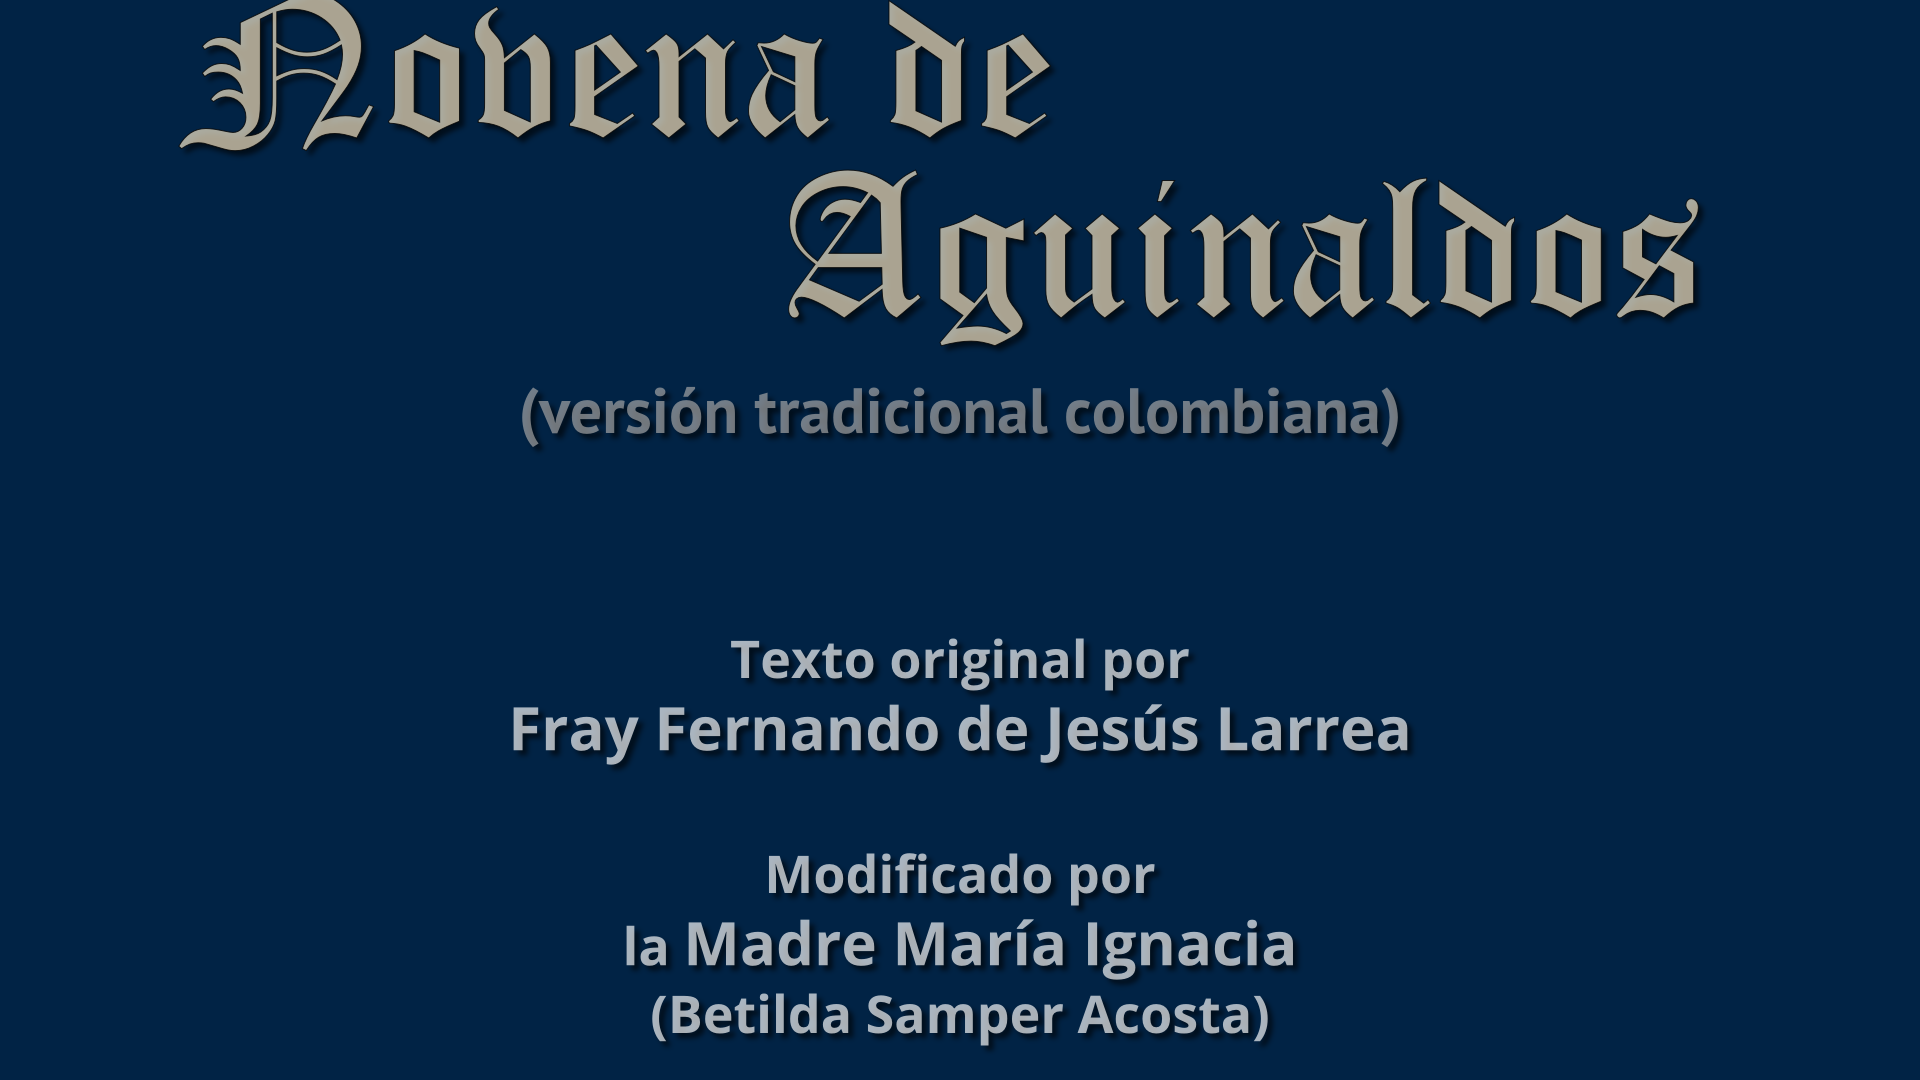 Novena de
Aguinaldos
(versión tradicional colombiana)
Texto original por
Fray Fernando de Jesús Larrea
Modificado por
la Madre María Ignacia
(Betilda Samper Acosta)